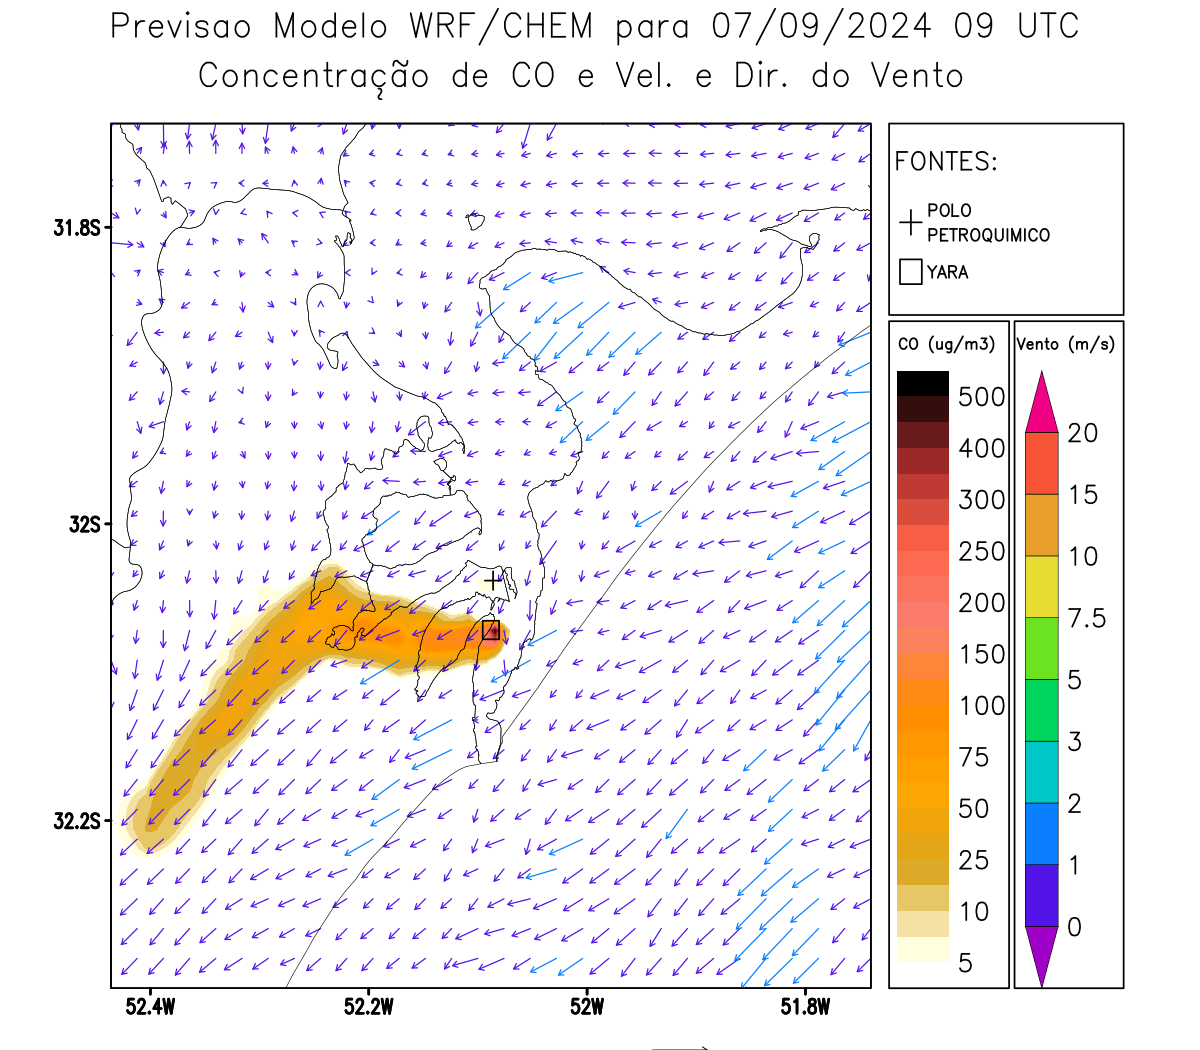 Previsao Modelo WRF/CHEM para 07/09/2024 09 UTC
Concentração de CO e Vel. e Dir. do Vento
FONTES:
POLO
PETROQUIMICO
YARA
CO (ug/m3)
500
400
300
250
200
150
100
75
50
25
10
5
Vento (m/s)
20
15
10
7.5
5
3
2
1
0
31.8S
32S
32.2S
52.4W
52.2W
52W
51.8W